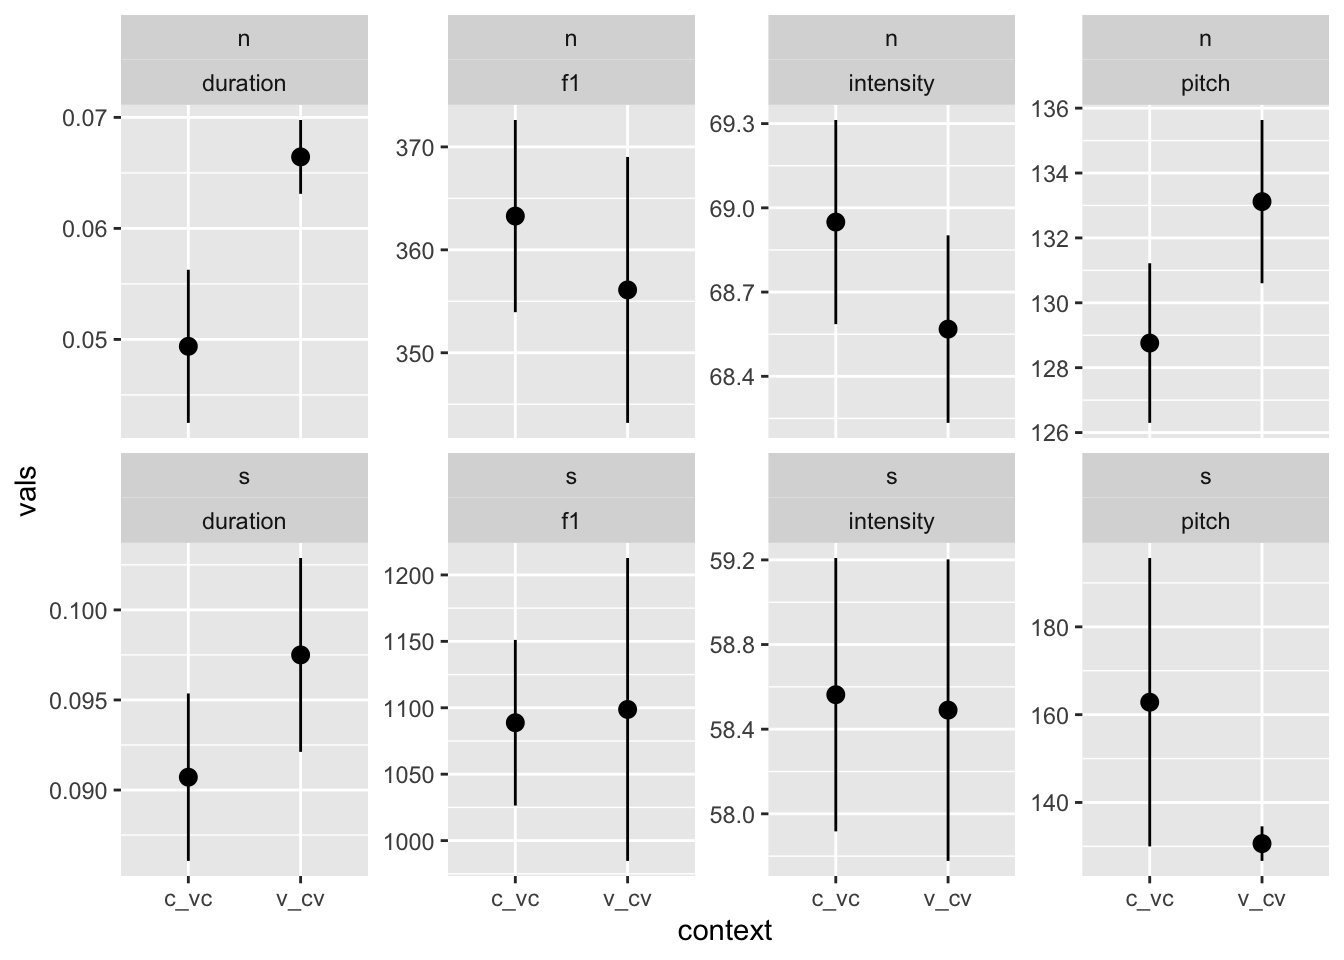 n
n
n
n
duration
f1
intensity
pitch
0.07
0.06
0.05
370
360
350
69.3
69.0
68.7
68.4
136
134
132
130
128
126
vals
s
s
s
s
duration
f1
intensity
pitch
0.100
0.095
0.090
1200
1150
1100
1050
1000
59.2
58.8
58.4
58.0
180
160
140
c_vc
v_cv
c_vc
v_cv
c_vc
v_cv
c_vc
v_cv
context